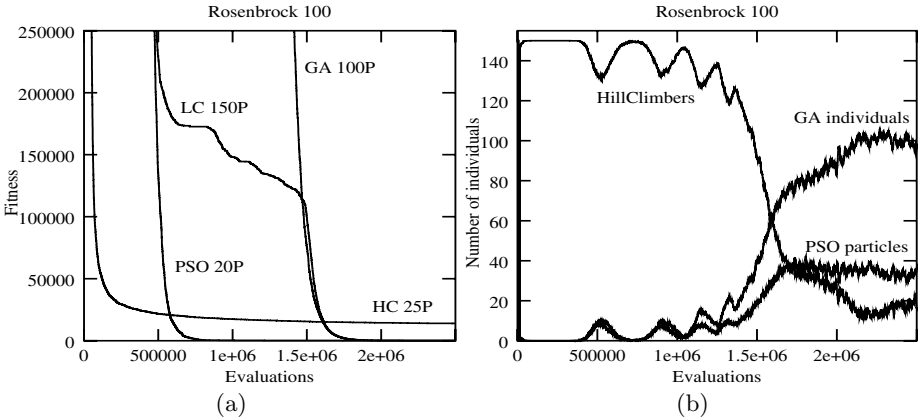 Rosenbrock 100
250000
200000
150000
100000
50000
0
Fitness
GA 100P
LC 150P
PSO 20P
HC 25P
0
500000
1e+06
1.5e+06
2e+06
Evaluations
(a)
Rosenbrock 100
140
120
100
80
60
40
20
0
Number of individuals
HillClimbers
GA individuals
PSO particles
0
500000
1e+06
1.5e+06
2e+06
Evaluations
(b)